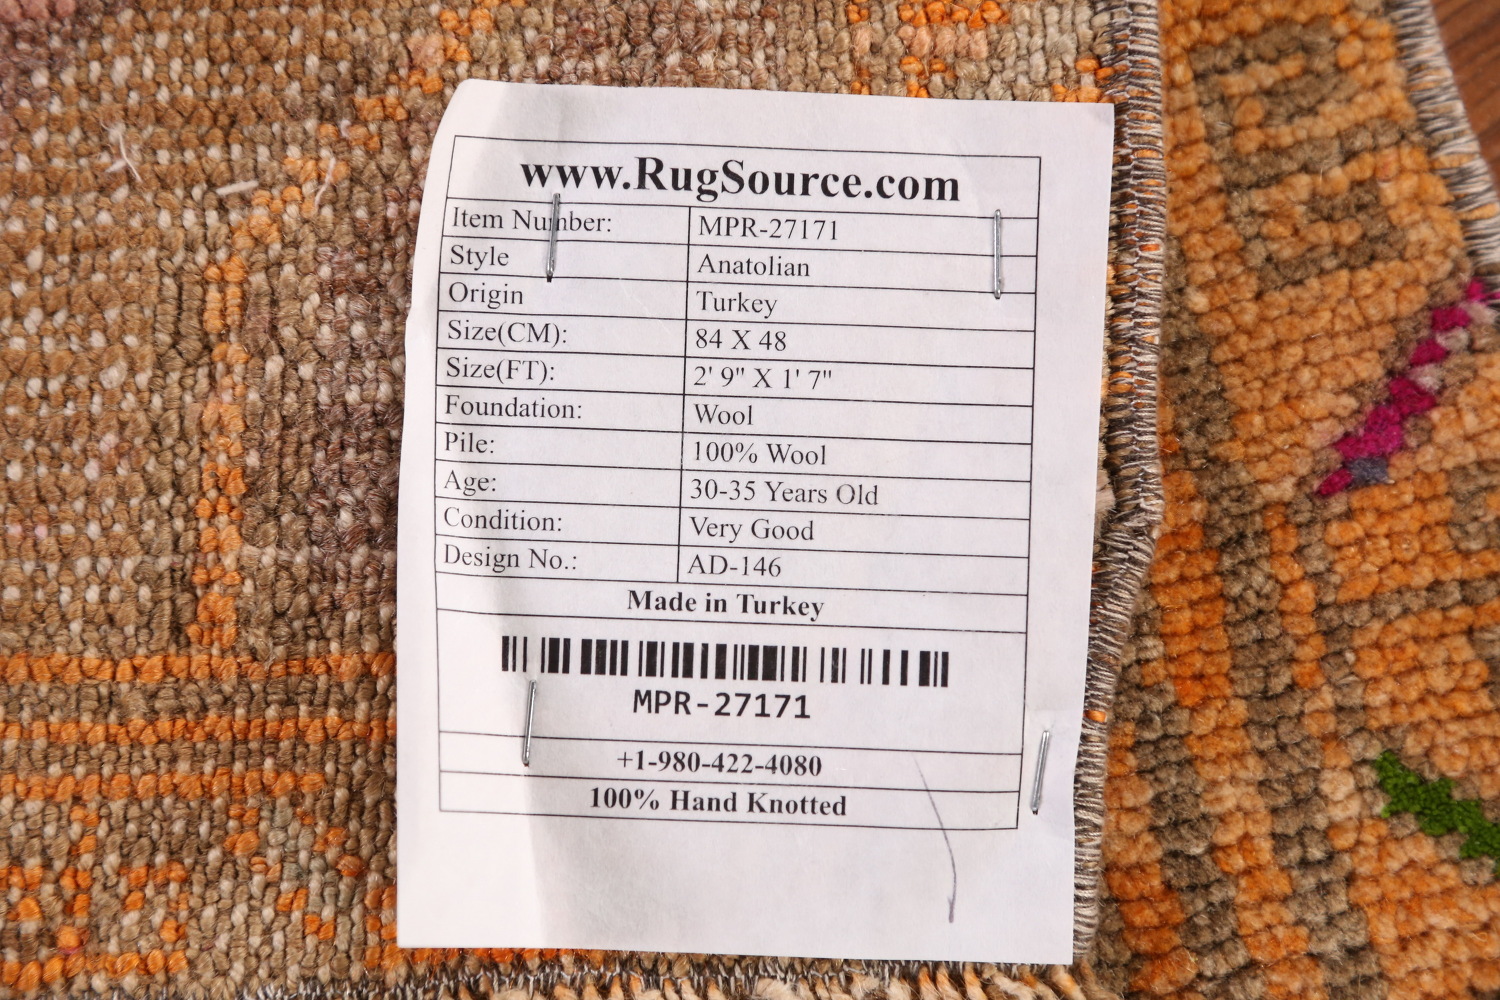 www.RugSource.com
Item Number: MPR-27171
Style Anatolian
Origin Turkey
Size(CM): 84 X 48
Size(FT): 2' 9" X 1' 7"
Foundation: Wool
Pile: 100% Wool
Age: 30-35 Years Old
Condition: Very Good
Design No.: AD-146
Made in Turkey
MPR-27171
+1-980-422-4080
100% Hand Knotted